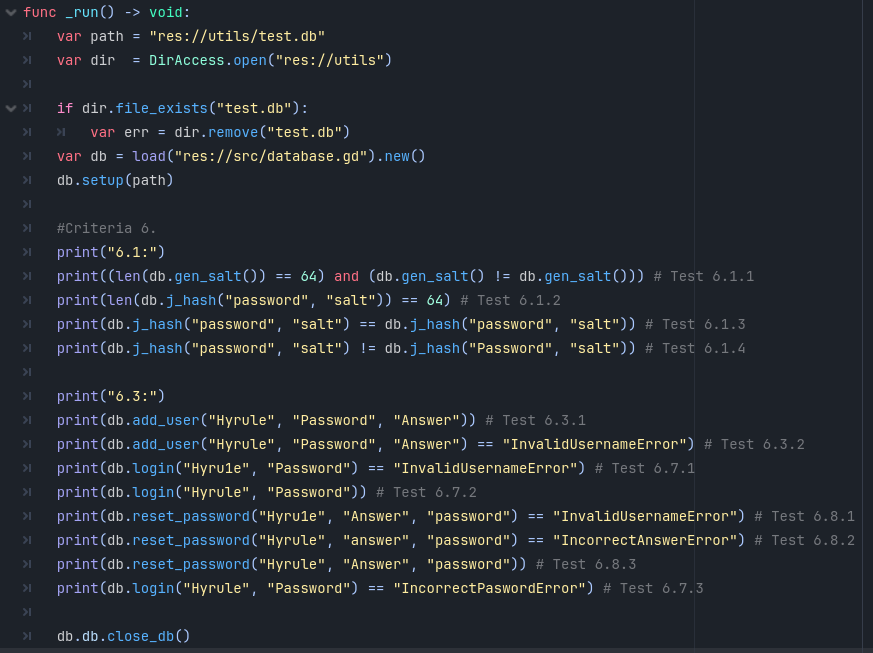 func _run() -> void:
var path = "res://utils/test.db"
var dir  = DirAccess.open("res://utils")
if dir.file_exists("test.db"):
var err = dir.remove("test.db")
var db = load("res://src/database.gd").new()
db.setup(path)
#Criteria 6.
print("6.1:")
print((len(db.gen_salt()) == 64) and (db.gen_salt() != db.gen_salt())) # Test 6.1.1
print(len(db.j_hash("password", "salt")) == 64) # Test 6.1.2
print(db.j_hash("password", "salt") == db.j_hash("password", "salt")) # Test 6.1.3
print(db.j_hash("password", "salt") != db.j_hash("Password", "salt")) # Test 6.1.4
print("6.3:")
print(db.add_user("Hyrule", "Password", "Answer")) # Test 6.3.1
print(db.add_user("Hyrule", "Password", "Answer") == "InvalidUsernameError") # Test 6.3.2
print(db.login("Hyru1e", "Password") == "InvalidUsernameError") # Test 6.7.1
print(db.login("Hyrule", "Password")) # Test 6.7.2
print(db.reset_password("Hyru1e", "Answer", "password") == "InvalidUsernameError") # Test 6.8.1
print(db.reset_password("Hyrule", "answer", "password") == "IncorrectAnswerError") # Test 6.8.2
print(db.reset_password("Hyrule", "Answer", "password")) # Test 6.8.3
print(db.login("Hyrule", "Password") == "IncorrectPaswordError") # Test 6.7.3
db.db.close_db()